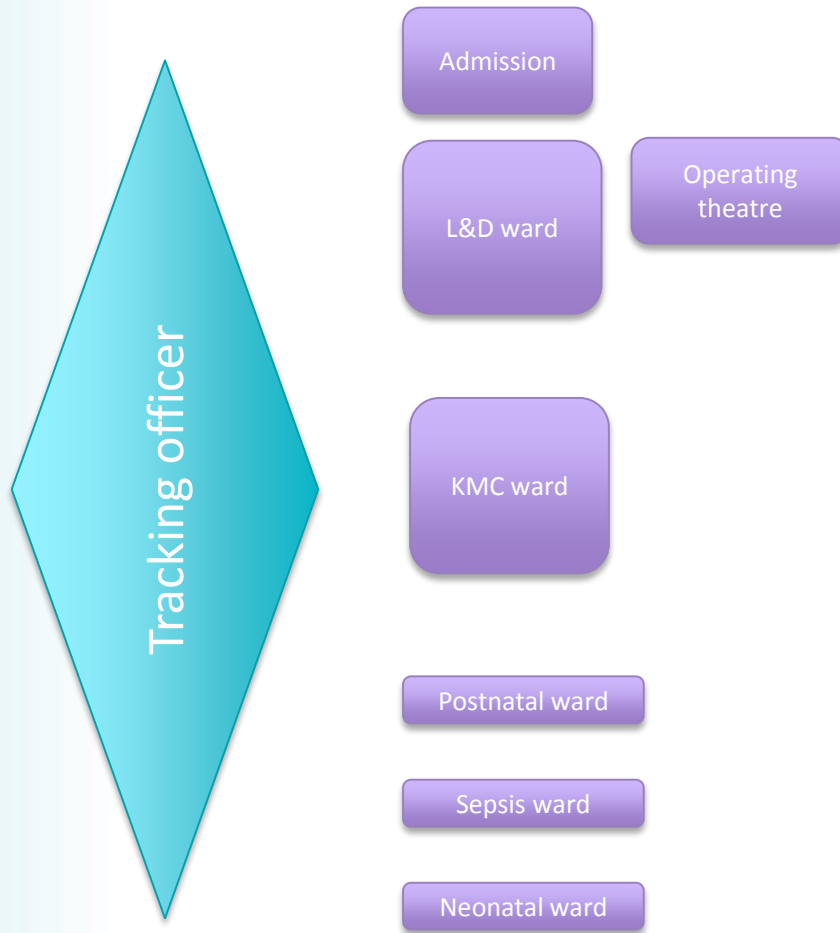 Admission
L&D ward
Operating
theatre
Tracking officer
KMC ward
Postnatal ward
Sepsis ward
Neonatal ward